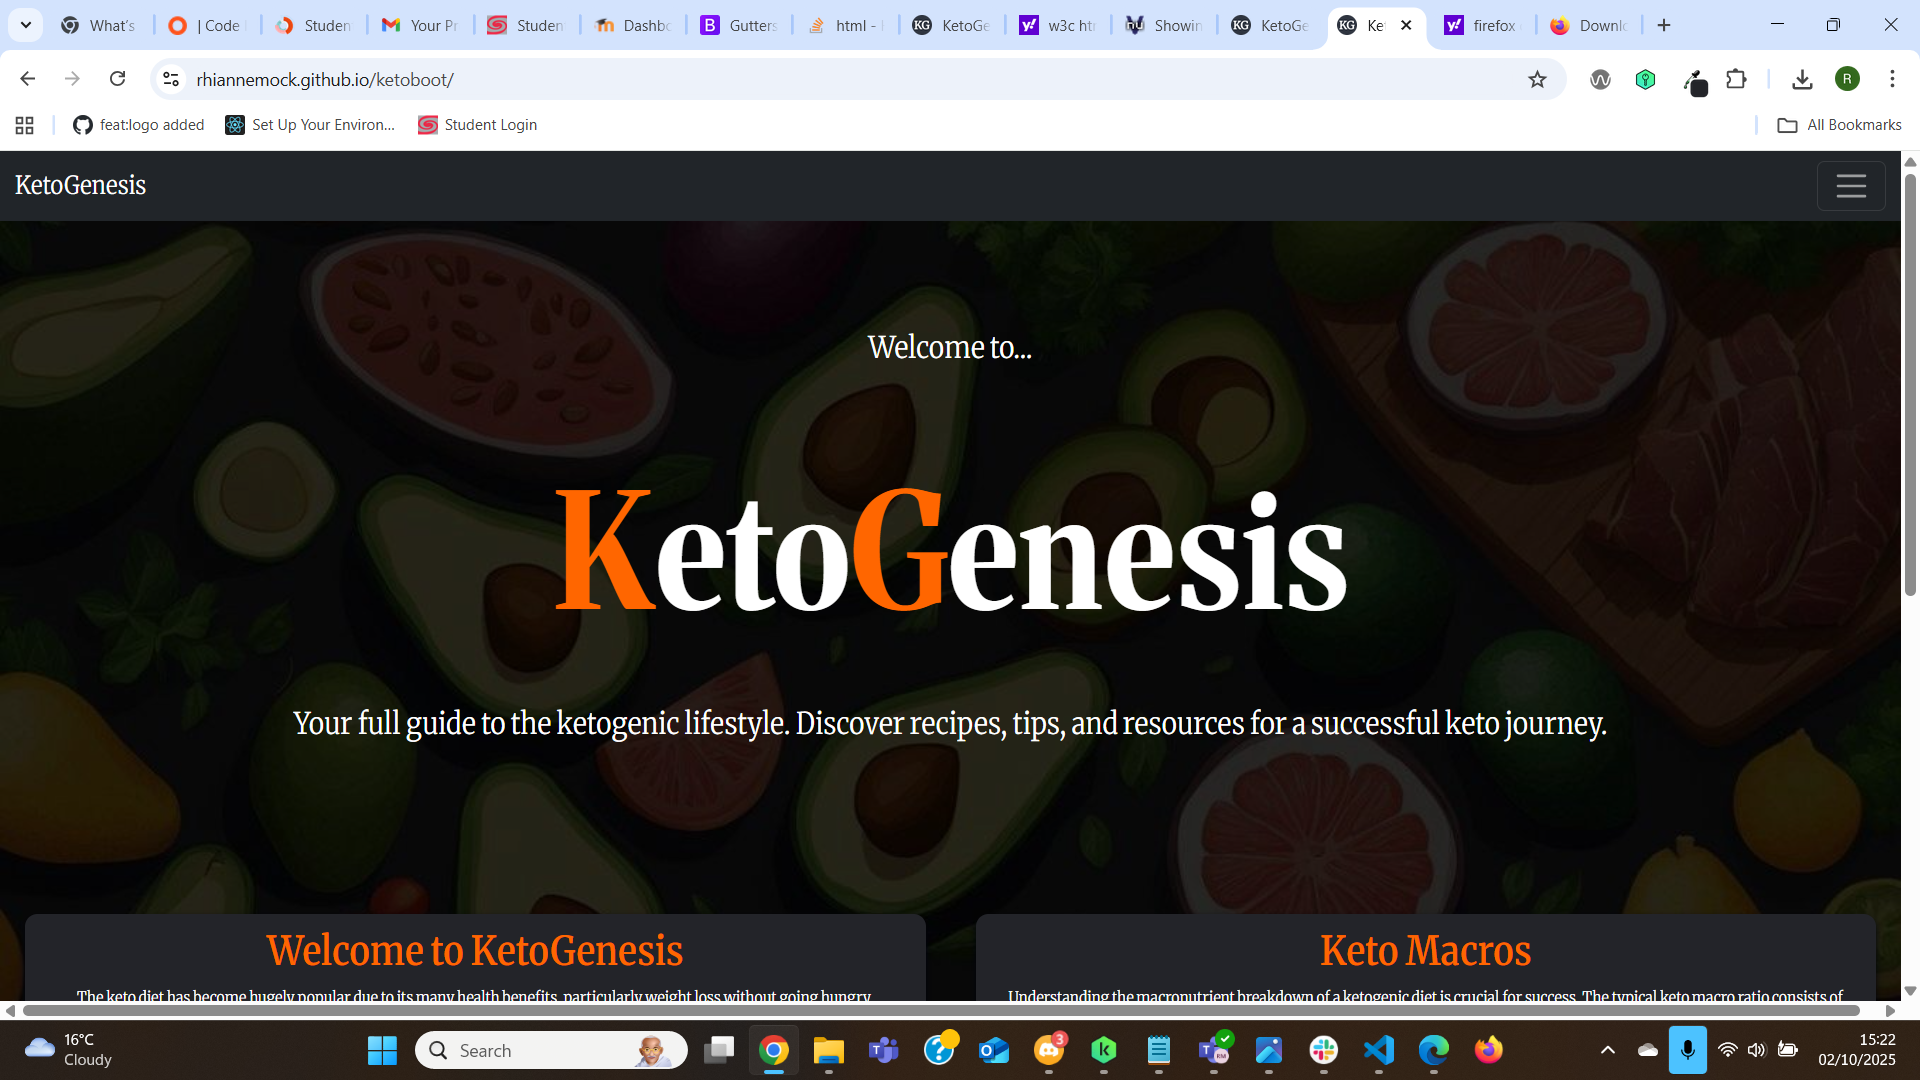 What's
| Code
Studen
Your Pr
Studen
Dashbo
Gutters
html -
KetoGe
w3c htr
Showin
KetoGe
Ke
firefox
Downlo
rhiannemock.github.io/ketoboot/
R
feat:logo added
Set Up Your Environ...
Student Login
All Bookmarks
KetoGenesis
Welcome to...
KetoGenesis
Your full guide to the ketogenic lifestyle. Discover recipes, tips, and resources for a successful keto journey.
Welcome to KetoGenesis
Keto Macros
The keto diet has become hugely popular due to its many health benefits, particularly weight loss without going hungry.
Understanding the macronutrient breakdown of a ketogenic diet is crucial for success. The typical keto macro ratio consists of
16°C
Cloudy
Search
3
15:22
02/10/2025